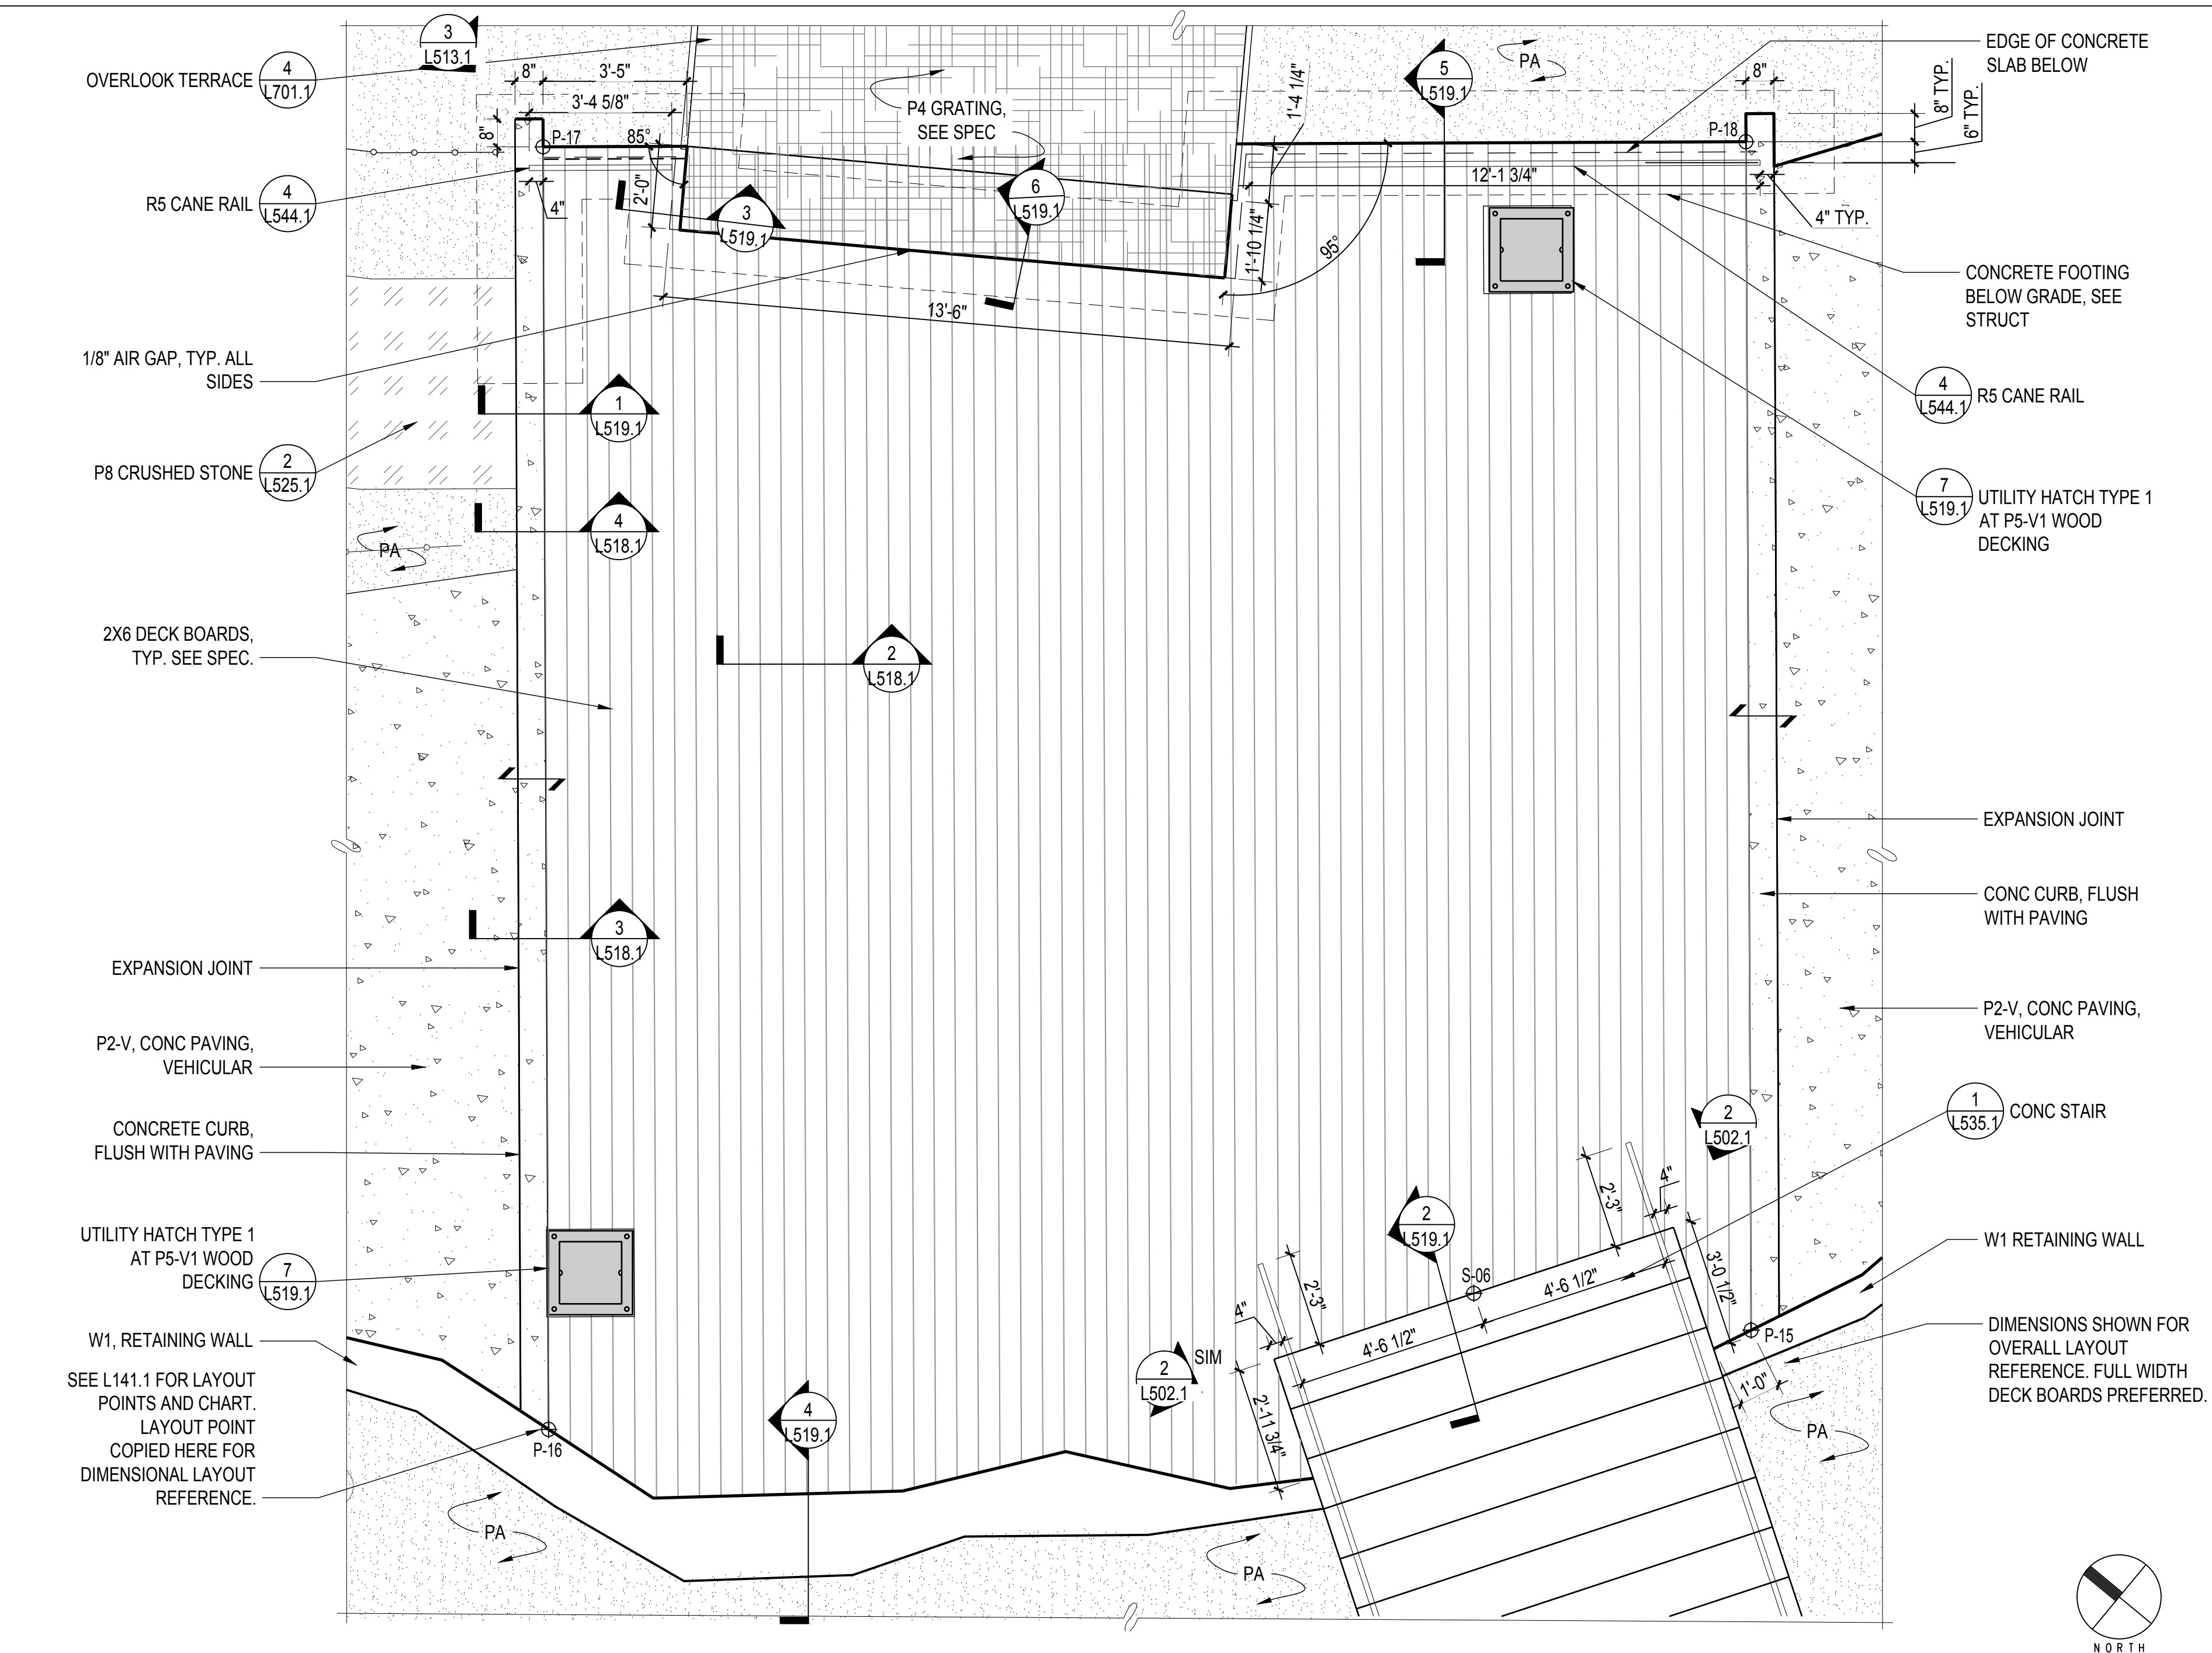 3
L513.1
OVERLOOK TERRACE
4
L701.1
8"
3'-5"
3'-4 5/8"
8"
P-17
85°
R5 CANE RAIL
4
L544.1
4"
2'-0"
3
L519.1
P4 GRATING,
SEE SPEC
6
L519.1
1'-4 1/4"
1'-10 1/4"
13'-6"
95°
5
L519.1
PA
12'-1 3/4"
P-18
8"
8" TYP.
6" TYP.
4" TYP.
EDGE OF CONCRETE
SLAB BELOW
CONCRETE FOOTING
BELOW GRADE, SEE
STRUCT
4
L544.1
R5 CANE RAIL
7
L519.1
UTILITY HATCH TYPE 1
AT P5-V1 WOOD
DECKING
1/8" AIR GAP, TYP. ALL
SIDES
1
L519.1
P8 CRUSHED STONE
2
L525.1
4
L518.1
PA
2X6 DECK BOARDS,
TYP. SEE SPEC.
2
L518.1
3
L518.1
EXPANSION JOINT
P2-V, CONC PAVING,
VEHICULAR
CONCRETE CURB,
FLUSH WITH PAVING
UTILITY HATCH TYPE 1
AT P5-V1 WOOD
DECKING
7
L519.1
W1, RETAINING WALL
SEE L141.1 FOR LAYOUT
POINTS AND CHART.
LAYOUT POINT
COPIED HERE FOR
DIMENSIONAL LAYOUT
REFERENCE.
P-16
PA
4
L519.1
2
L502.1
SIM
4"
2'-3"
2'-11 3/4"
4'-6 1/2"
S-06
4'-6 1/2"
2
L519.1
2'-3"
4"
3'-0 1/2"
2
L502.1
P-15
1'-0"
PA
PA
EXPANSION JOINT
CONC CURB, FLUSH
WITH PAVING
P2-V, CONC PAVING,
VEHICULAR
1
L535.1
CONC STAIR
W1 RETAINING WALL
DIMENSIONS SHOWN FOR
OVERALL LAYOUT
REFERENCE. FULL WIDTH
DECK BOARDS PREFERRED.
NORTH